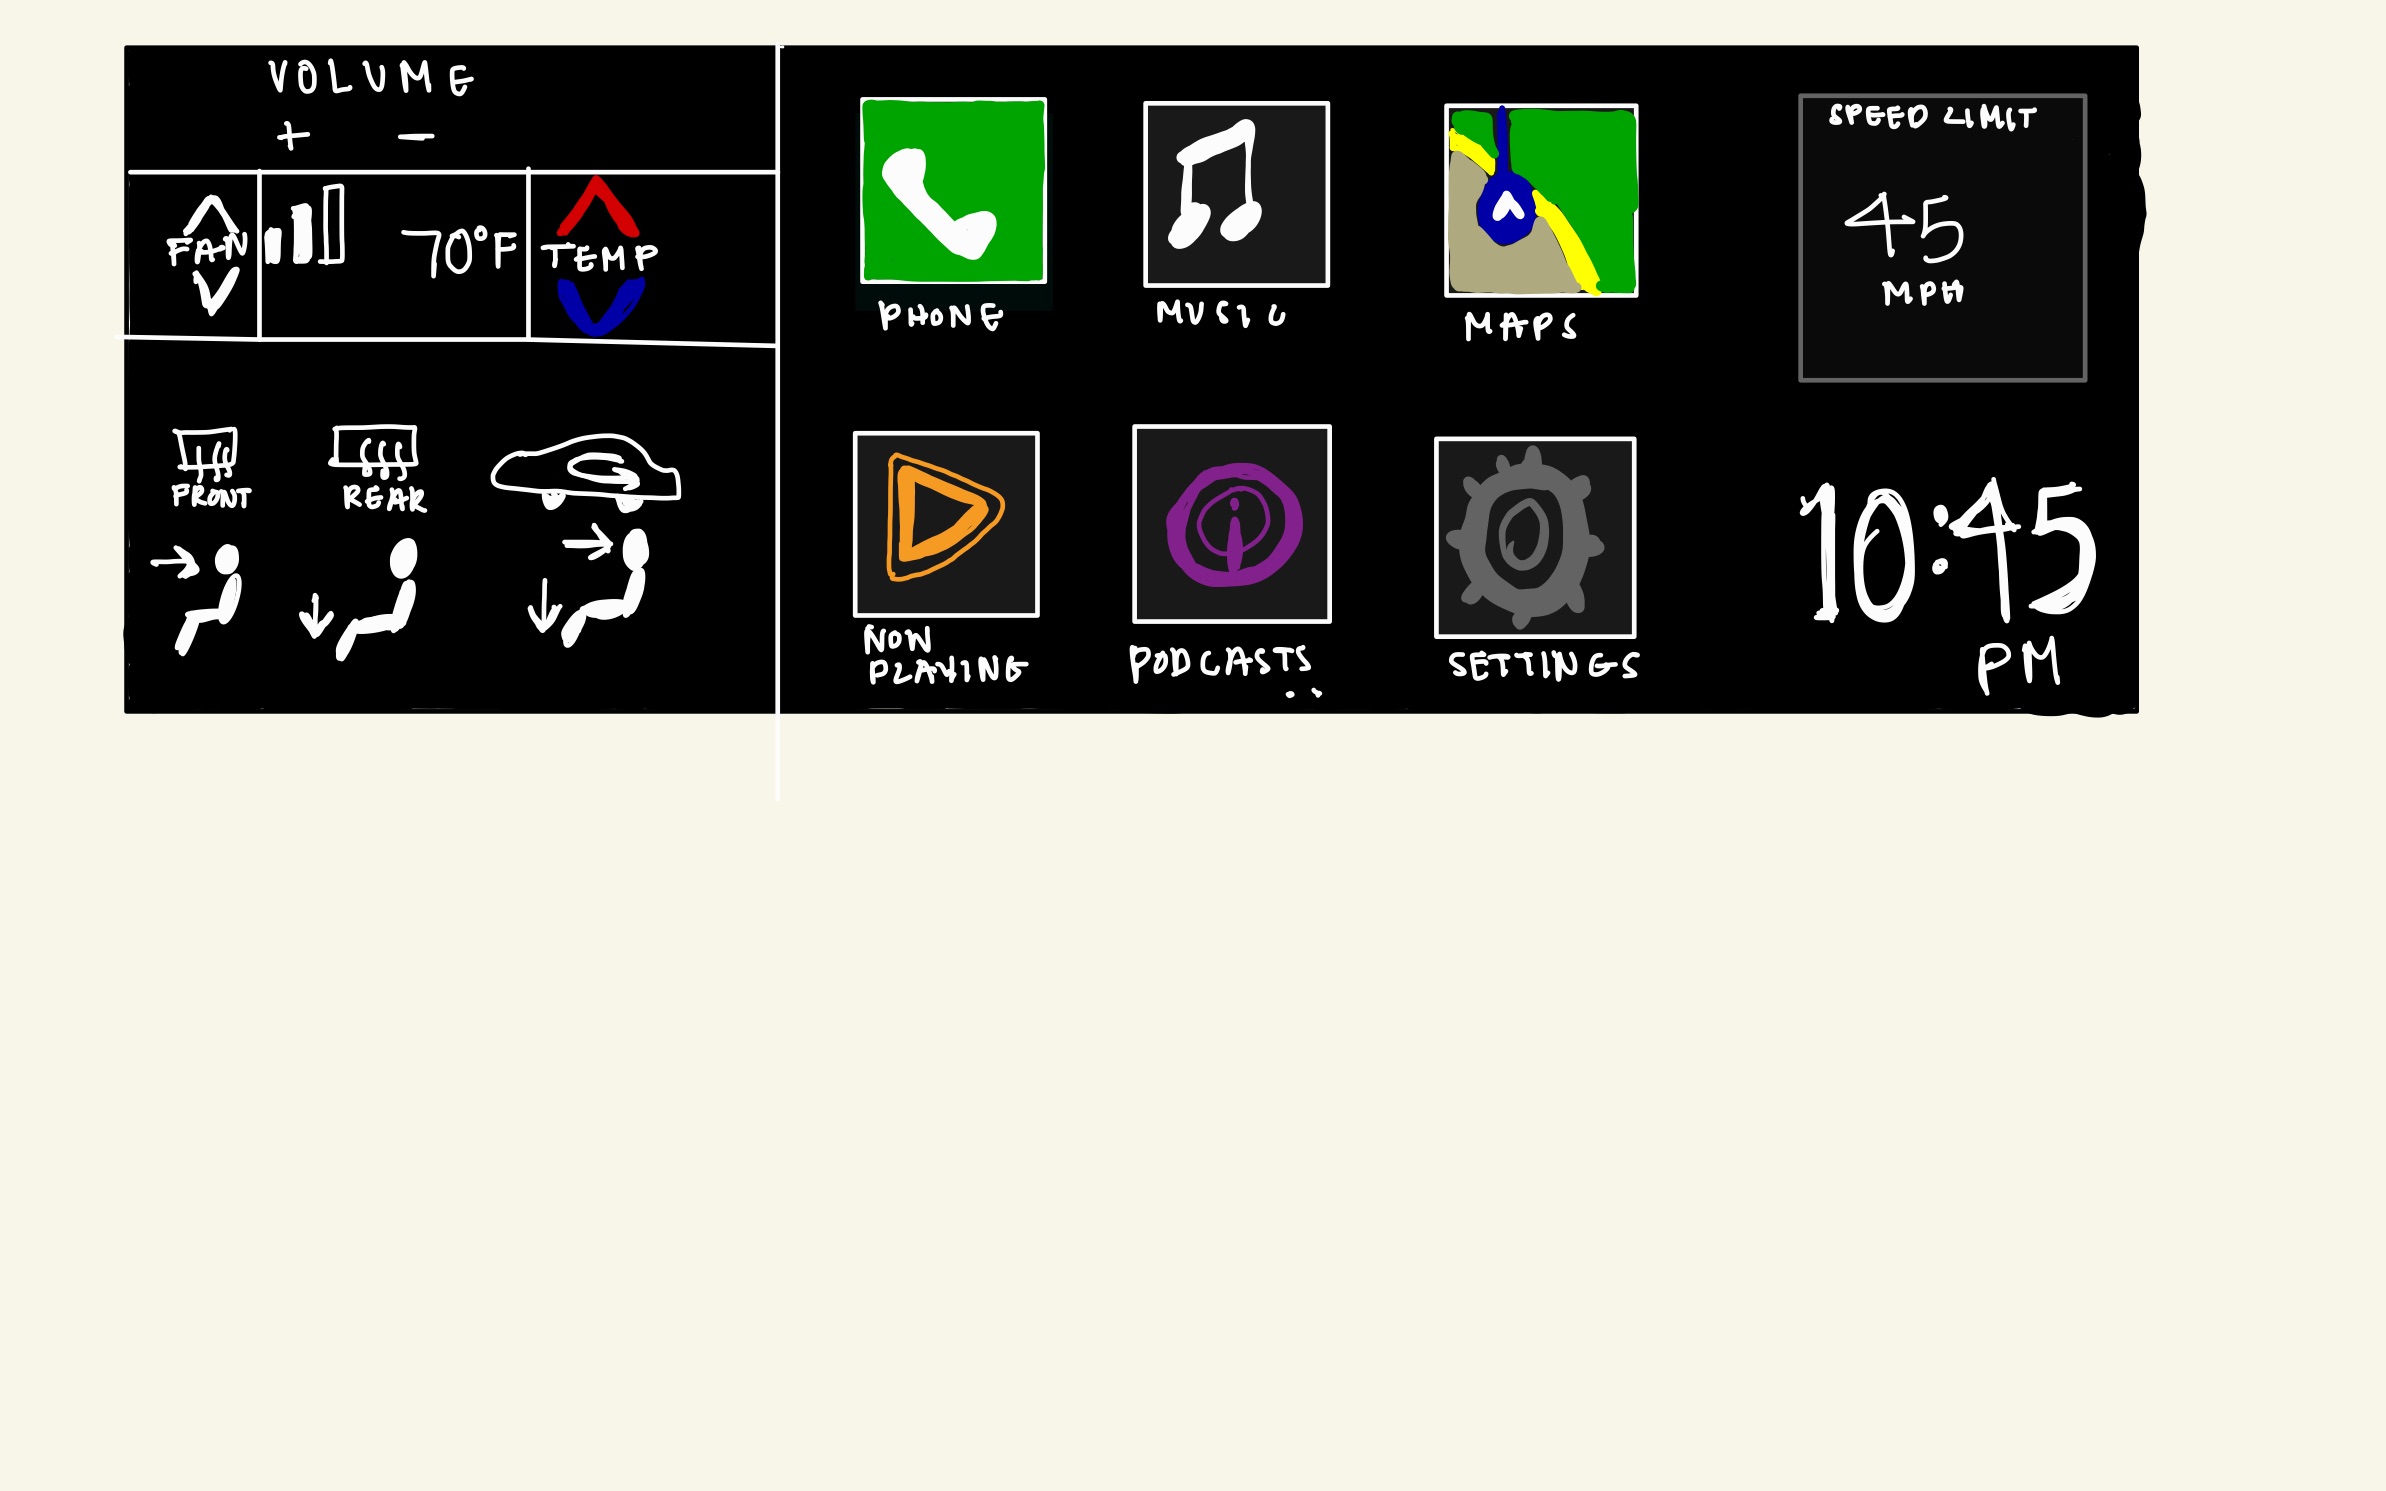 VOLUME
+ -
FAN
70°F
TEMP
FRONT
REAR
PHONE
MUSIC
MAPS
SPEED LIMIT
45
MPH
NOW
PLAYING
PODCASTS
SETTINGS
10:45
PM